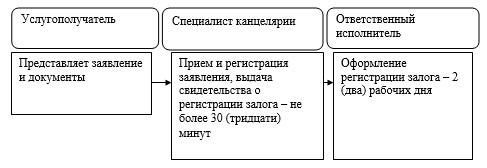 Услугополучатель
Специалист канцелярии
Ответственный
исполнитель
Представляет заявление
и документы
Прием и регистрация
заявления, выдача
свидетельства о
регистрации залога – не
более 30 (тридцати)
минут
Оформление
регистрации залога – 2
(два) рабочих дня